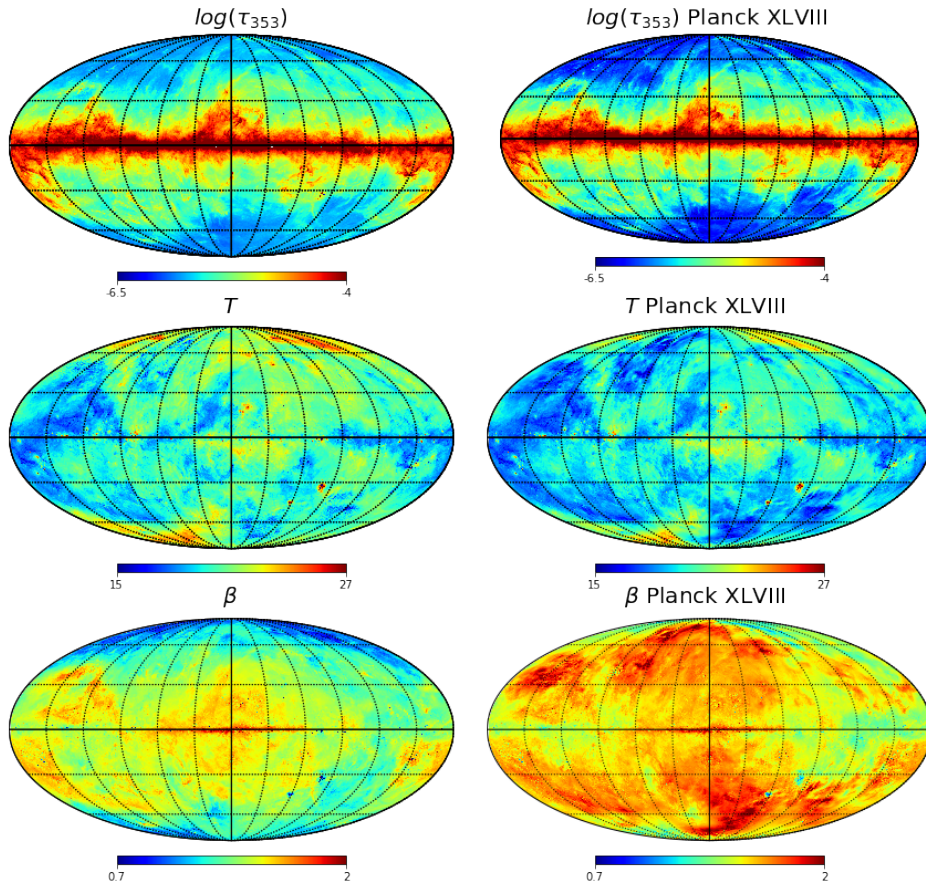 log(τ₃₅₃)
log(τ₃₅₃) Planck XLVIII
-6.5 -4
-6.5 -4
T
T Planck XLVIII
15 27
15 27
β
β Planck XLVIII
0.7 2
0.7 2